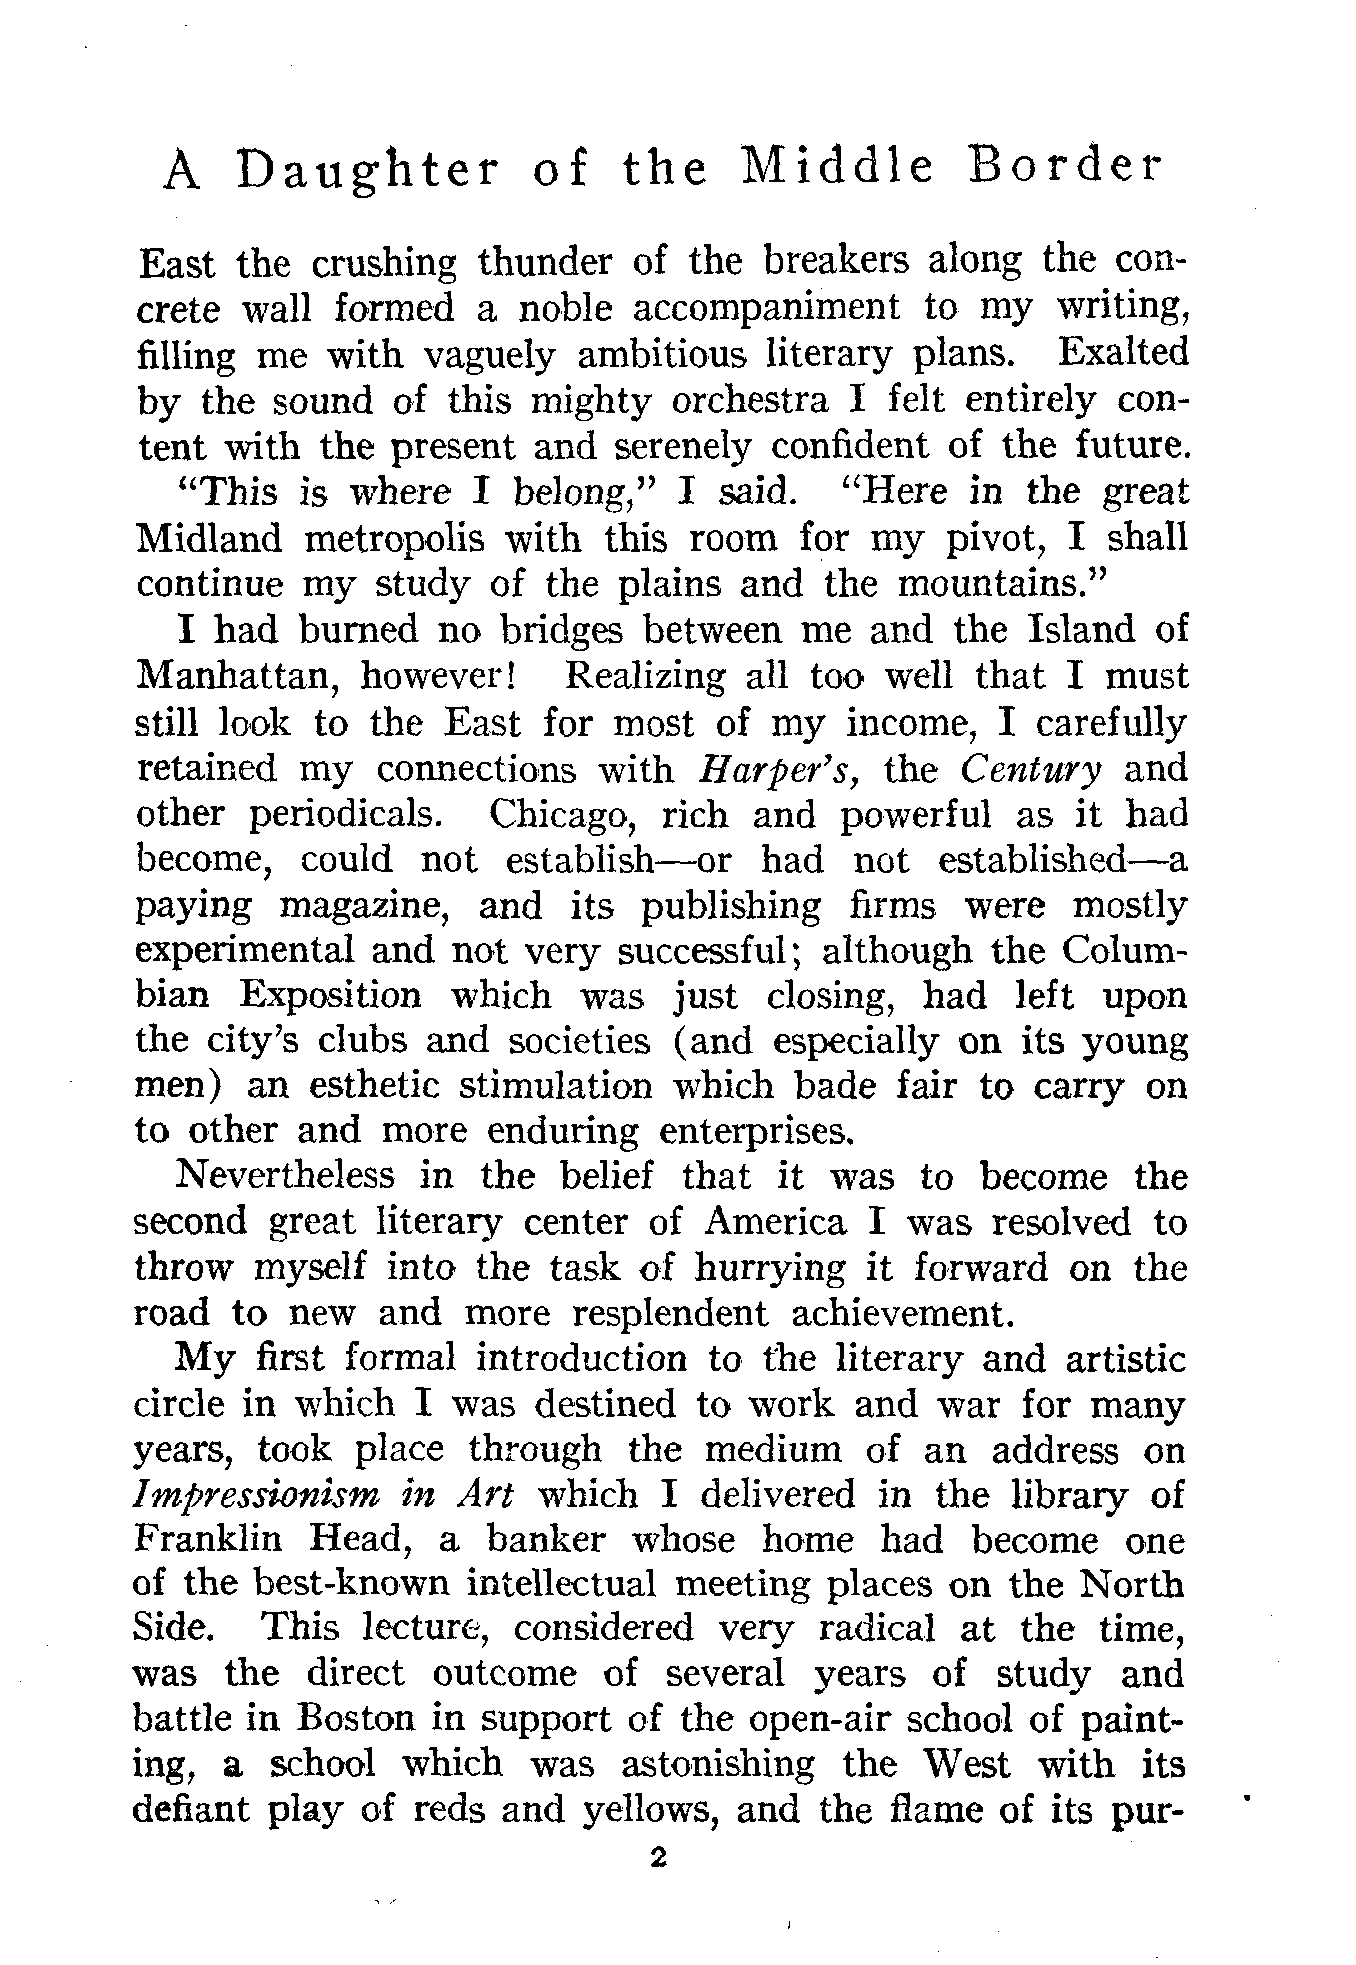 A Daughter of the Middle Border
East the crushing thunder of the breakers along the con-
crete wall formed a noble accompaniment to my writing,
filling me with vaguely ambitious literary plans. Exalted
by the sound of this mighty orchestra I felt entirely con-
tent with the present and serenely confident of the future.
“This is where I belong,” I said. “Here in the great
Midland metropolis with this room for my pivot, I shall
continue my study of the plains and the mountains.”
I had burned no bridges between me and the Island of
Manhattan, however! Realizing all too well that I must
still look to the East for most of my income, I carefully
retained my connections with Harper’s, the Century and
other periodicals. Chicago, rich and powerful as it had
become, could not establish—or had not established—a
paying magazine, and its publishing firms were mostly
experimental and not very successful; although the Colum-
bian Exposition which was just closing, had left upon
the city’s clubs and societies (and especially on its young
men) an esthetic stimulation which bade fair to carry on
to other and more enduring enterprises.
Nevertheless in the belief that it was to become the
second great literary center of America I was resolved to
throw myself into the task of hurrying it forward on the
road to new and more resplendent achievement.
My first formal introduction to the literary and artistic
circle in which I was destined to work and war for many
years, took place through the medium of an address on
Impressionism in Art which I delivered in the library of
Franklin Head, a banker whose home had become one
of the best-known intellectual meeting places on the North
Side. This lecture, considered very radical at the time,
was the direct outcome of several years of study and
battle in Boston in support of the open-air school of paint-
ing, a school which was astonishing the West with its
defiant play of reds and yellows, and the flame of its pur-
2